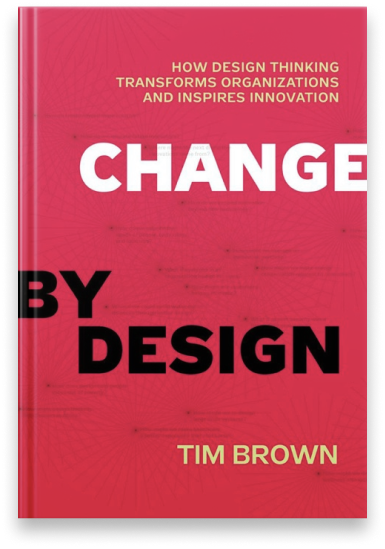 HOW DESIGN THINKING
TRANSFORMS ORGANIZATIONS
AND INSPIRES INNOVATION
CHANGE
BY
DESIGN
TIM BROWN